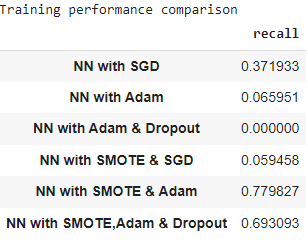 Training performance comparison
recall
NN with SGD 0.371933
NN with Adam 0.065951
NN with Adam & Dropout 0.000000
NN with SMOTE & SGD 0.059458
NN with SMOTE & Adam 0.779827
NN with SMOTE,Adam & Dropout 0.693093